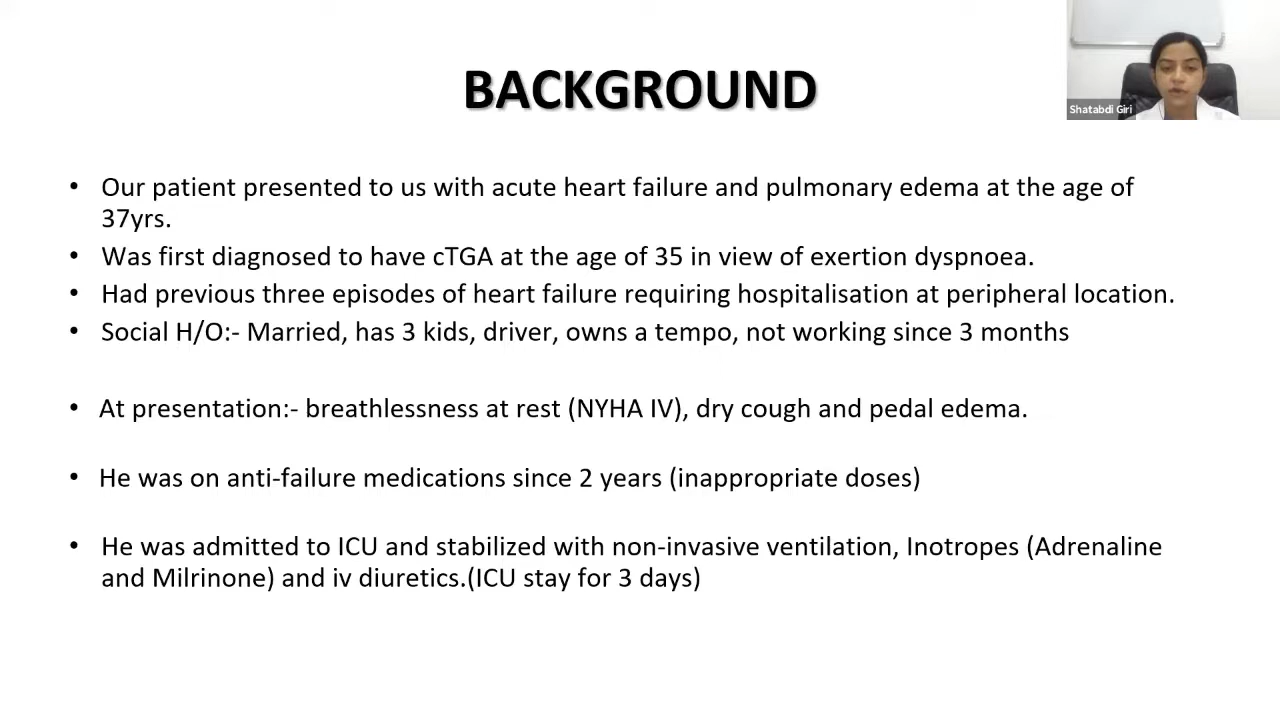 BACKGROUND
Shatabdi Giri
• Our patient presented to us with acute heart failure and pulmonary edema at the age of
37yrs.
• Was first diagnosed to have cTGA at the age of 35 in view of exertion dyspnoea.
• Had previous three episodes of heart failure requiring hospitalisation at peripheral location.
• Social H/O:- Married, has 3 kids, driver, owns a tempo, not working since 3 months
• At presentation:- breathlessness at rest (NYHA IV), dry cough and pedal edema.
• He was on anti-failure medications since 2 years (inappropriate doses)
• He was admitted to ICU and stabilized with non-invasive ventilation, Inotropes (Adrenaline
and Milrinone) and iv diuretics.(ICU stay for 3 days)